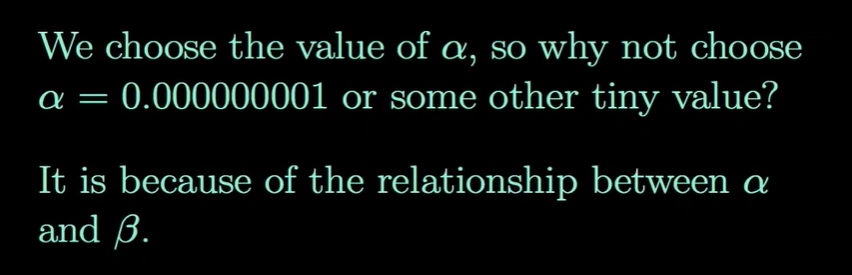 We choose the value of α, so why not choose
α = 0.000000001 or some other tiny value?
It is because of the relationship between α
and β.